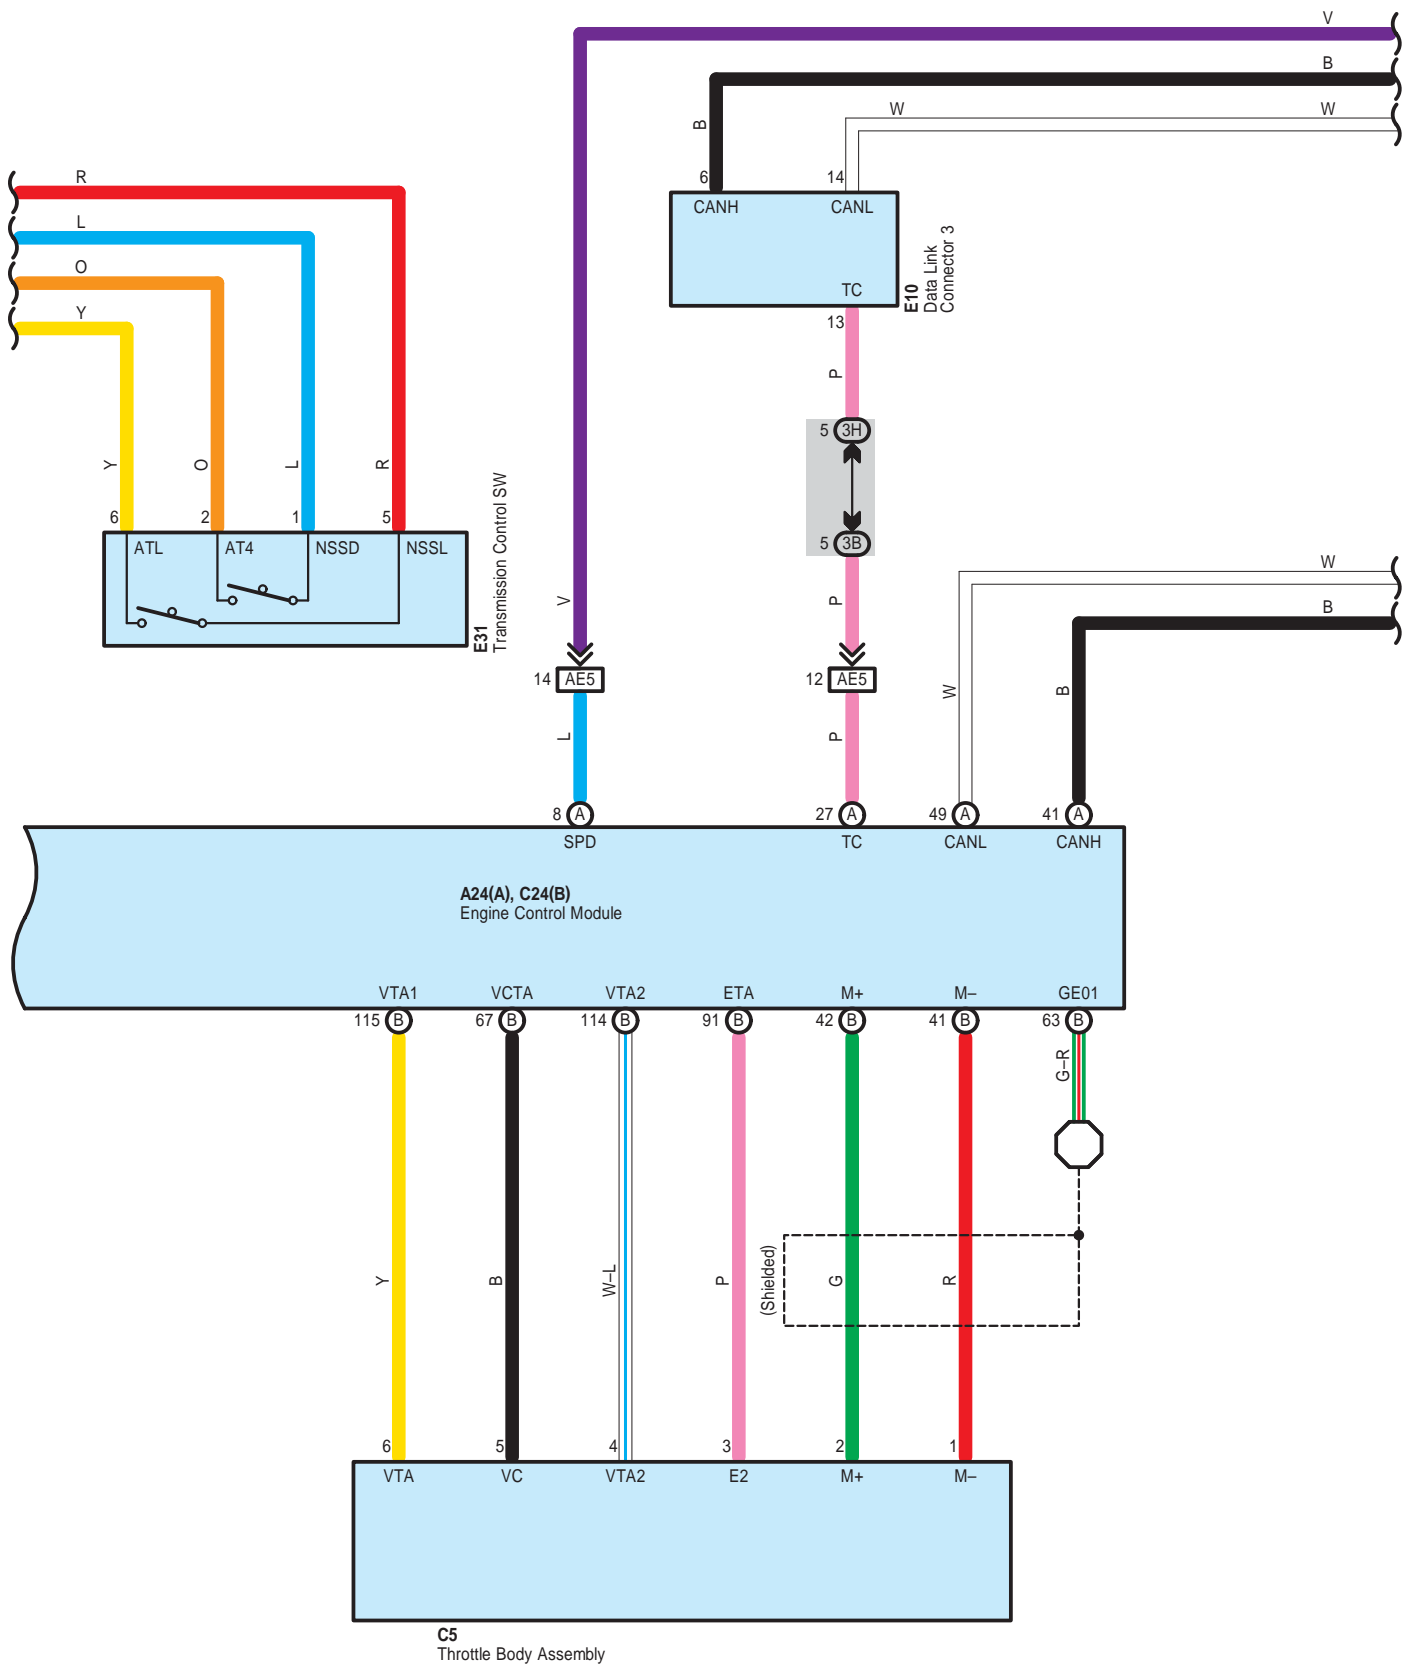 V
B
W
W
B
6
14
CANH
CANL
TC
E10
Data Link
Connector 3
13
P
5
3H
5
3B
P
12
AE5
P
R
L
O
Y
Y
O
L
R
6
2
1
5
ATL
AT4
NSSD
NSSL
E31
Transmission Control SW
V
14
AE5
L
W
B
W
B
8
A
27
A
49
A
41
A
SPD
TC
CANL
CANH
A24(A), C24(B)
Engine Control Module
VTA1
VCTA
VTA2
ETA
M+
M–
GE01
115
B
67
B
114
B
91
B
42
B
41
B
63
B
G–R
(Shielded)
Y
B
W–L
P
G
R
6
5
4
3
2
1
VTA
VC
VTA2
E2
M+
M–
C5
Throttle Body Assembly